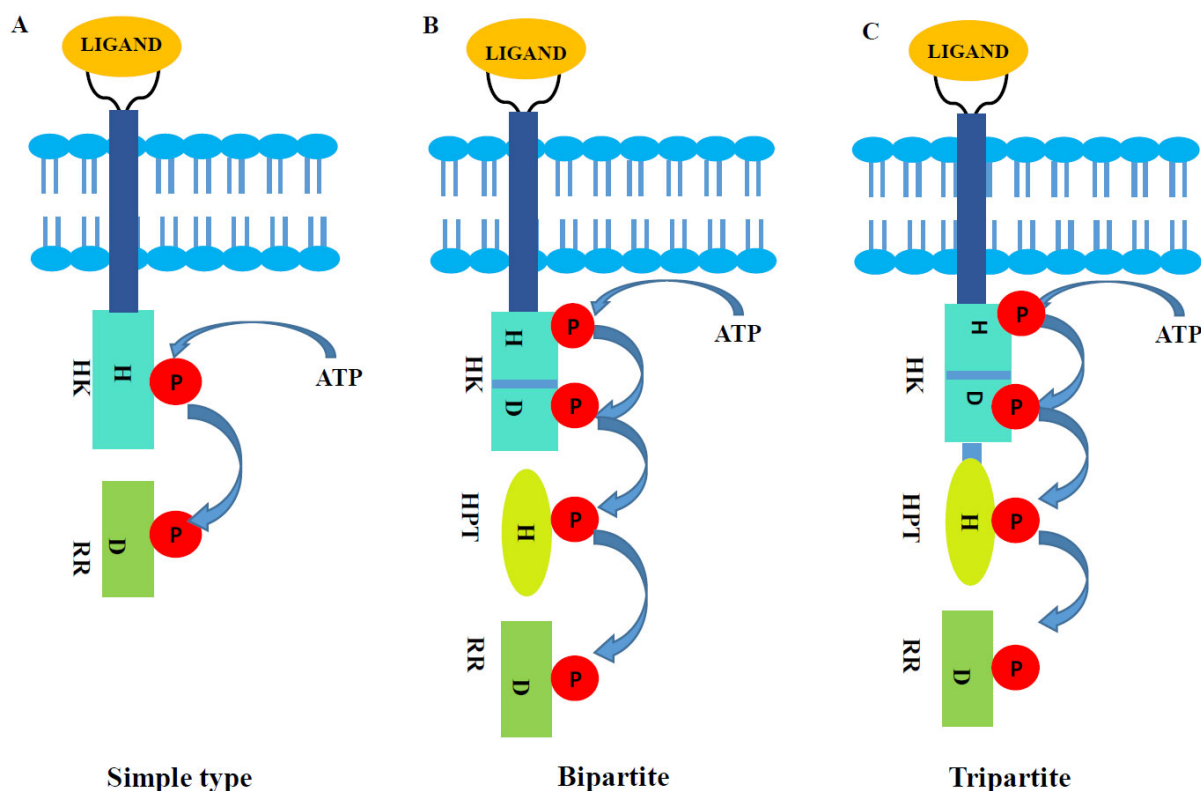 A
LIGAND
P
ATP
H
HK
P
D
RR
Simple type
B
LIGAND
P
ATP
H
HK
D
P
HPT
H
P
RR
D
P
Bipartite
C
LIGAND
P
ATP
H
HK
D
P
HPT
H
P
RR
D
P
Tripartite